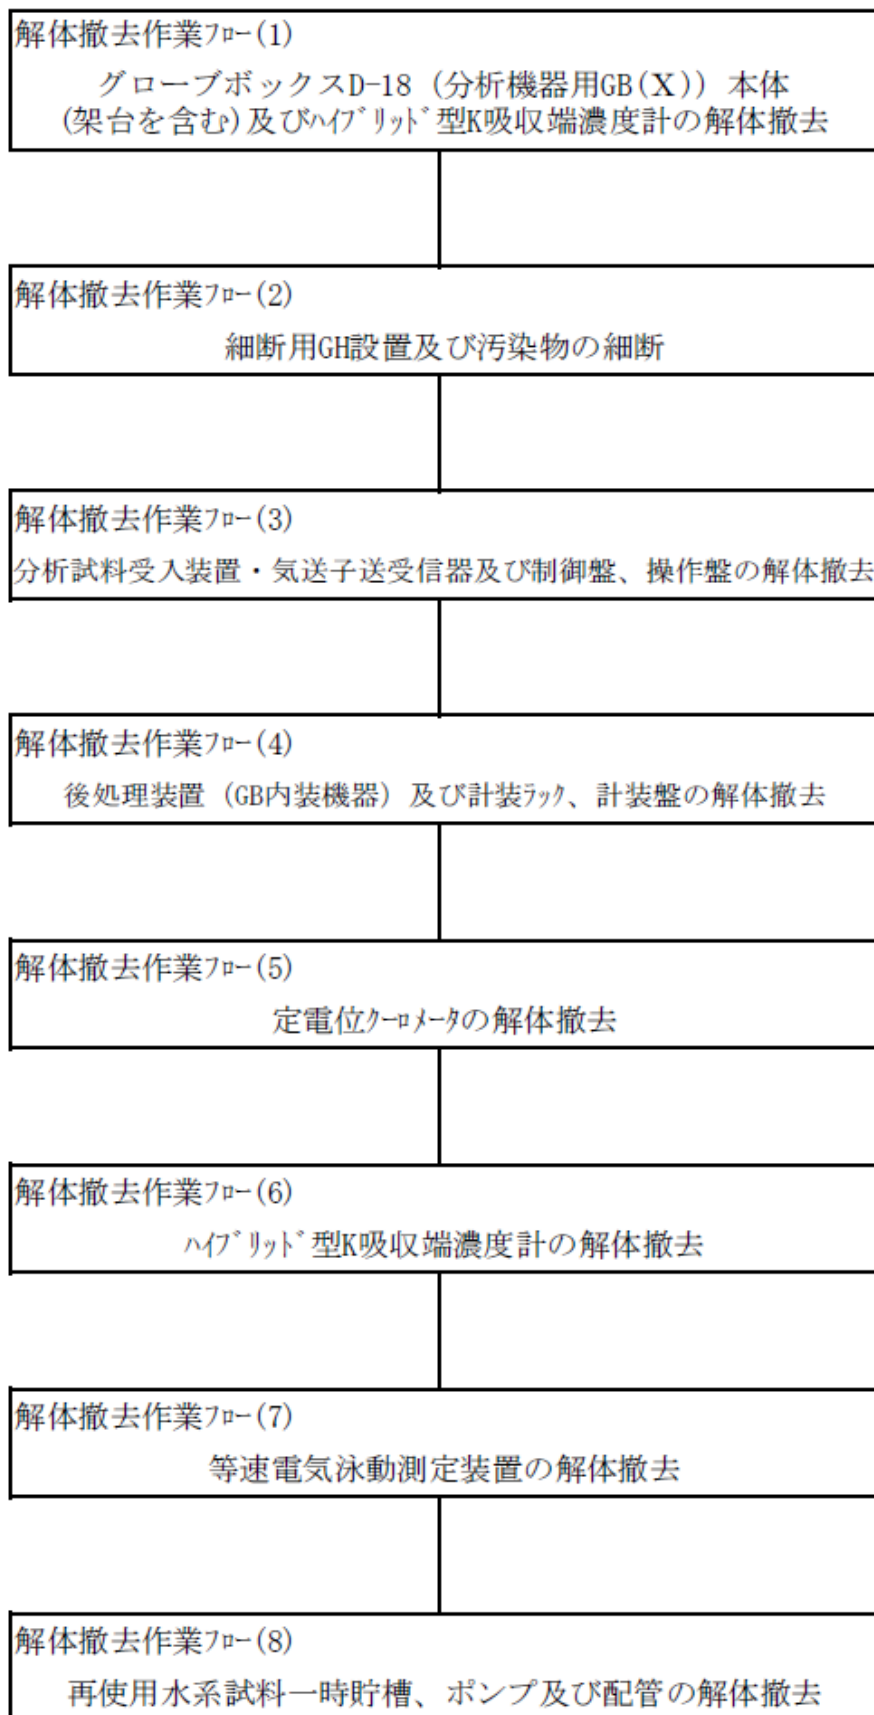 解体撤去作業ﾌﾛｰ(1)
グローブボックスD-18（分析機器用GB(Ⅹ)）本体
(架台を含む)及びﾊｲﾌﾞﾘｯﾄﾞ型K吸収端濃度計の解体撤去
解体撤去作業ﾌﾛｰ(2)
細断用GH設置及び汚染物の細断
解体撤去作業ﾌﾛｰ(3)
分析試料受入装置・気送子送受信器及び制御盤、操作盤の解体撤去
解体撤去作業ﾌﾛｰ(4)
後処理装置（GB内装機器）及び計装ﾗｯｸ、計装盤の解体撤去
解体撤去作業ﾌﾛｰ(5)
定電位ｸｰﾛﾒｰﾀの解体撤去
解体撤去作業ﾌﾛｰ(6)
ﾊｲﾌﾞﾘｯﾄﾞ型K吸収端濃度計の解体撤去
解体撤去作業ﾌﾛｰ(7)
等速電気泳動測定装置の解体撤去
解体撤去作業ﾌﾛｰ(8)
再使用水系試料一時貯槽、ポンプ及び配管の解体撤去